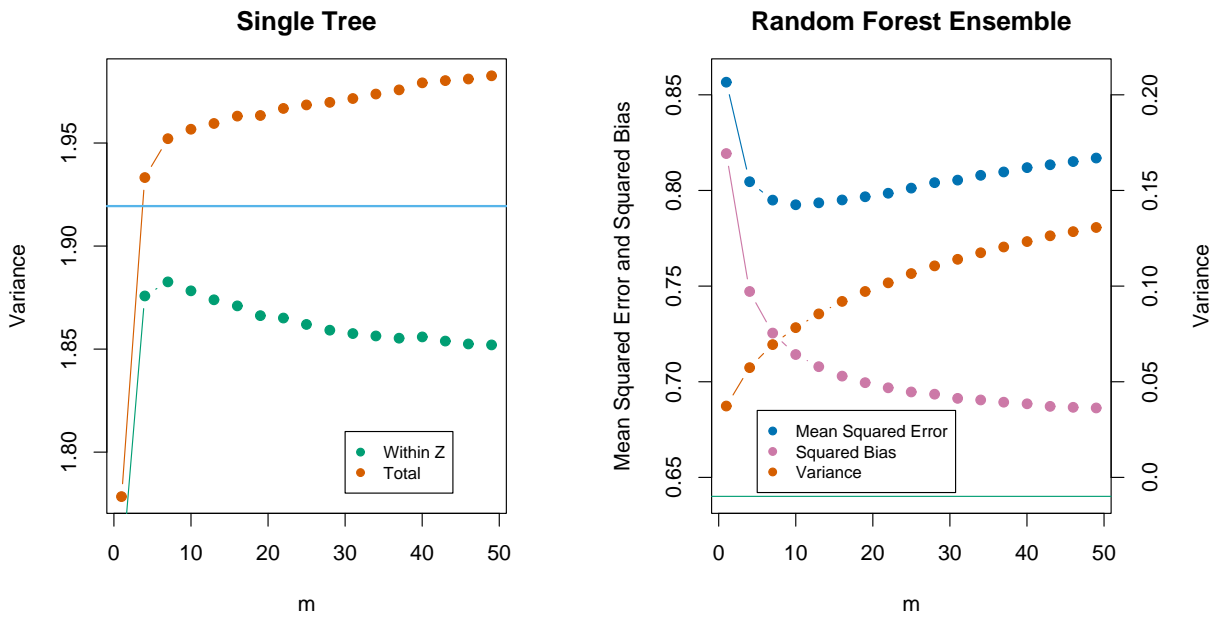 Single Tree
Variance
1.80
1.85
1.90
1.95
Within Z
Total
0
10
20
30
40
50
m
Random Forest Ensemble
Mean Squared Error and Squared Bias
0.65
0.70
0.75
0.80
0.85
Mean Squared Error
Squared Bias
Variance
0
10
20
30
40
50
m
0.0
0.05
0.10
0.15
0.20
Variance